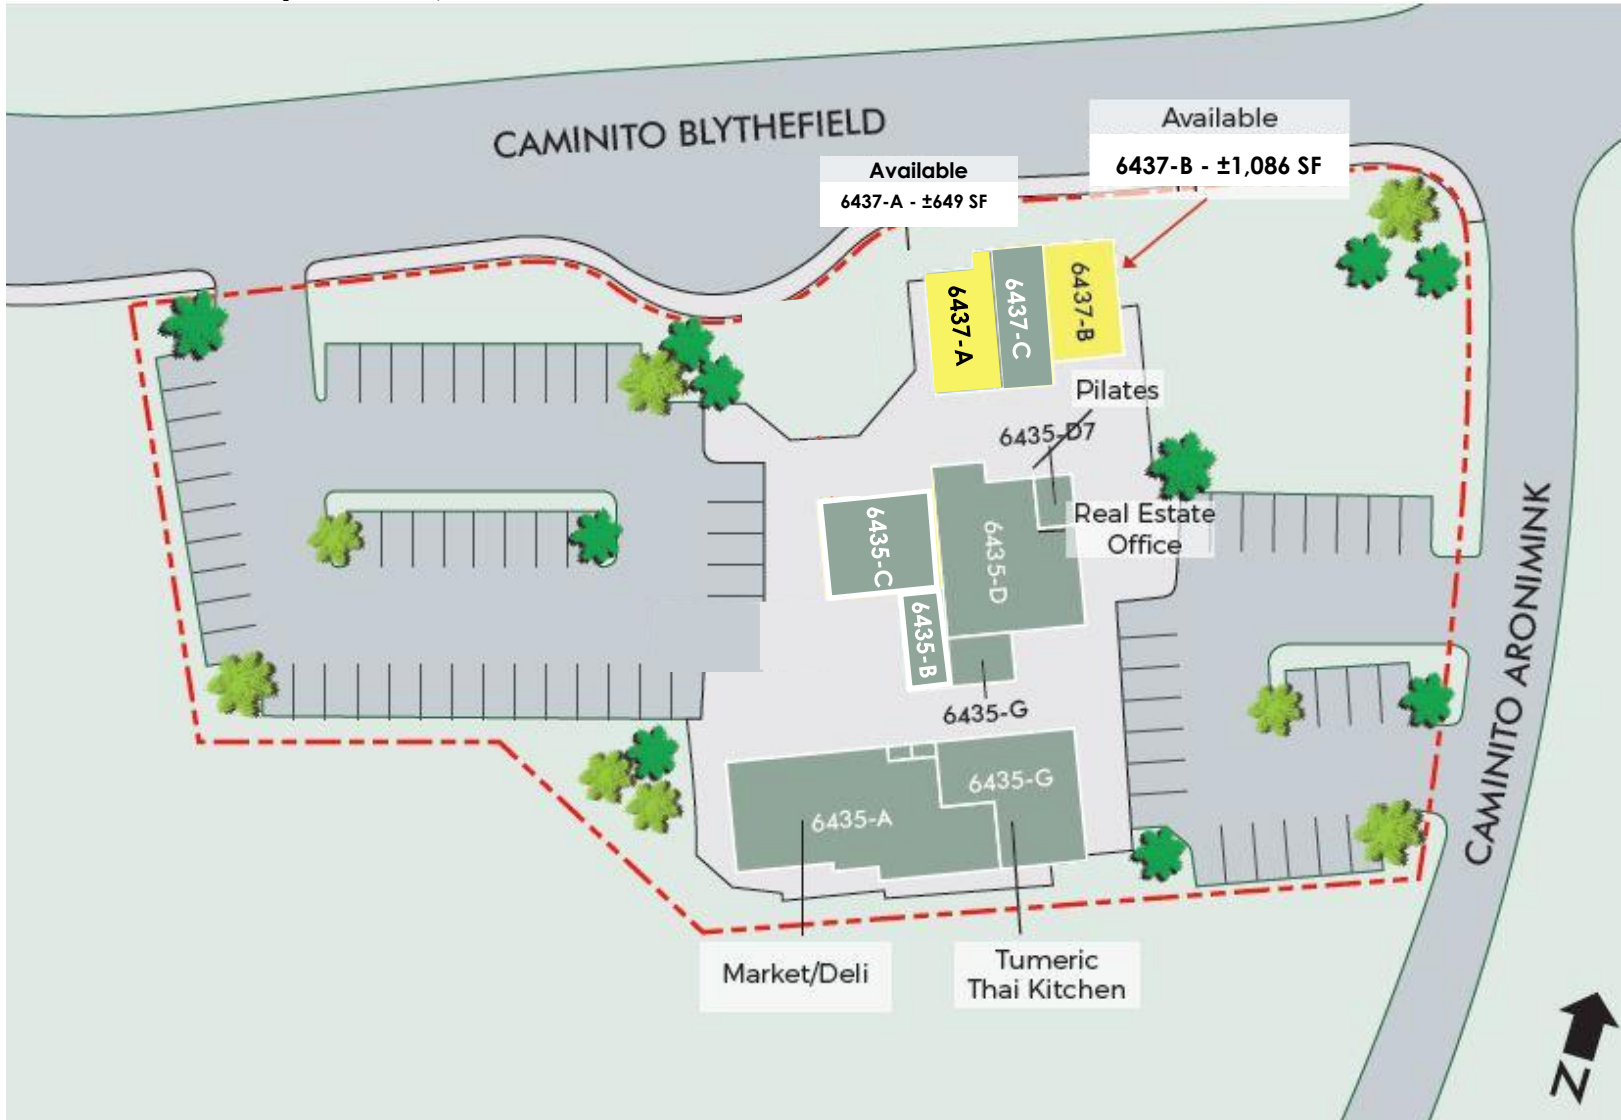 CAMINITO BLYTHEFIELD
Available
6437-B - ±1,086 SF
Available
6437-A - ±649 SF
6437-A
6437-C
6437-B
Pilates
6435-D7
Real Estate
Office
6435-C
6435-D
6435-B
6435-G
CAMINITO ARONIMINK
6435-G
6435-A
Market/Deli
Tumeric
Thai Kitchen
N